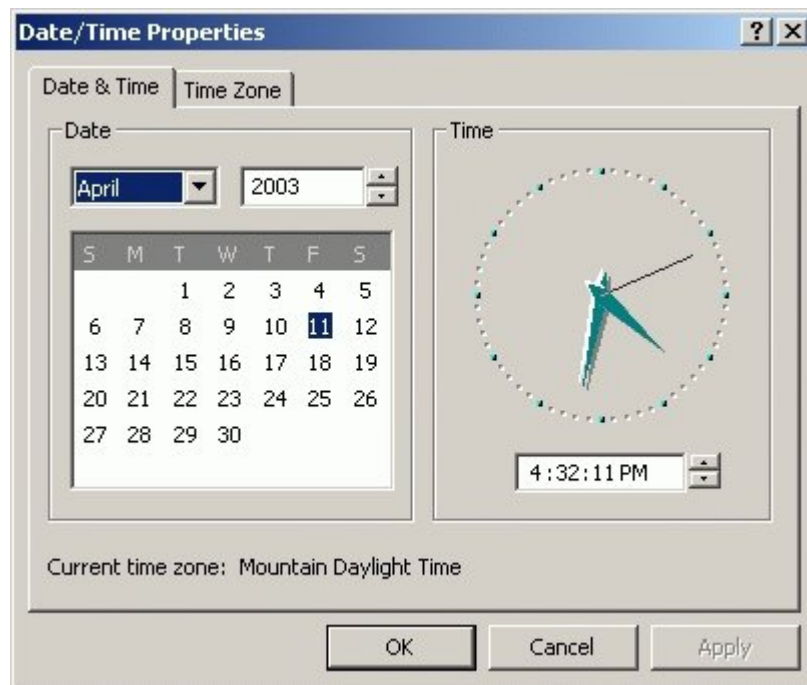 Date/Time Properties
Date & Time Time Zone
Date
Time
April 2003
S M T W T F S
1 2 3 4 5
6 7 8 9 10 11 12
13 14 15 16 17 18 19
20 21 22 23 24 25 26
27 28 29 30
4:32:11 PM
Current time zone: Mountain Daylight Time
OK Cancel Apply